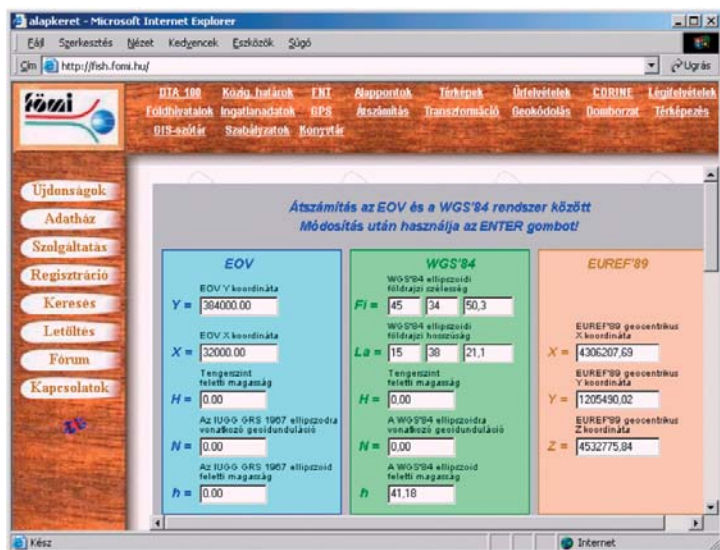 alapkeret - Microsoft Internet Explorer
Fájl Szerkesztés Nézet Kedvencek Eszközök Súgó
Cím http://fish.fomi.hu/ Ugrás
fömi
DTA 100 Közig. határok FNT Alappontok Térképek Űrfelvételek CORINE Légifelvételek
Földhivatalok Ingatlanadatok GPS Átszámítás Transzformáció Geokódolás Domborzat Térképezés
GIS-szótár Szabályzatok Könyvtár
Újdonságok
Adatház
Szolgáltatás
Regisztráció
Keresés
Letöltés
Fórum
Kapcsolatok
Átszámítás az EOV és a WGS'84 rendszer között
Módosítás után használja az ENTER gombot!
EOV
EOV Y koordináta
Y = 384000.00
EOV X koordináta
X = 32000.00
Tengerszint
feletti magasság
H = 0.00
Az IUGG GRS 1967 ellipszoidra
vonatkozó geoidunduláció
N = 0.00
Az IUGG GRS 1967 ellipszoid
feletti magasság
h = 0.00
WGS'84
WGS'84 ellipszoidi
földrajzi szélesség
Fi = 45 34 50,3
WGS'84 ellipszoidi
földrajzi hosszúság
La = 15 38 21,1
Tengerszint
feletti magasság
H = 0,00
A WGS'84 ellipszoidra
vonatkozó geoidunduláció
N = 0,00
A WGS'84 ellipszoid
feletti magasság
h 41,18
EUREF'89
EUREF'89 geocentrikus
X koordináta
X = 4306207,69
EUREF'89 geocentrikus
Y koordináta
Y = 1205490,02
EUREF'89 geocentrikus
Z koordináta
Z = 4532775,84
Kész Internet